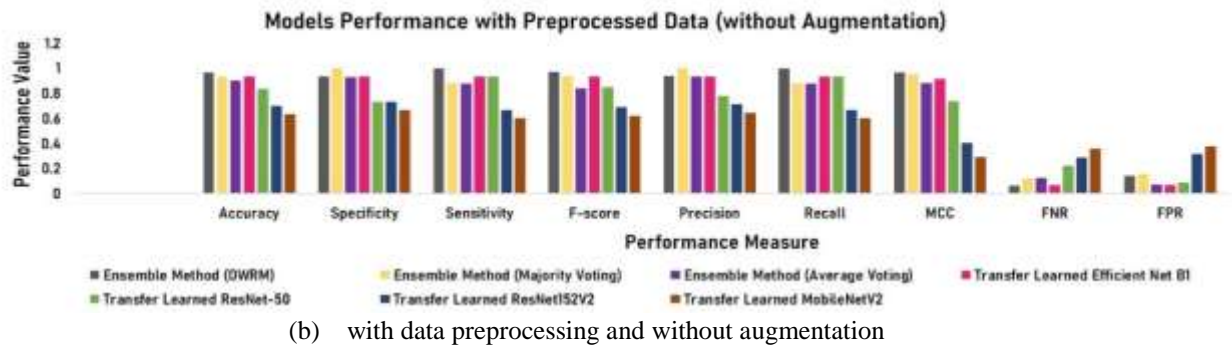 Models Performance with Preprocessed Data (without Augmentation)
Performance Value
1.2
1
0.8
0.6
0.4
0.2
0
Accuracy Specificity Sensitivity F-score Precision Recall MCC FNR FPR
Performance Measure
Ensemble Method (DWRM) Ensemble Method (Majority Voting) Ensemble Method (Average Voting) Transfer Learned Efficient Net B1
Transfer Learned ResNet-50 Transfer Learned ResNet152V2 Transfer Learned MobileNetV2
(b) with data preprocessing and without augmentation